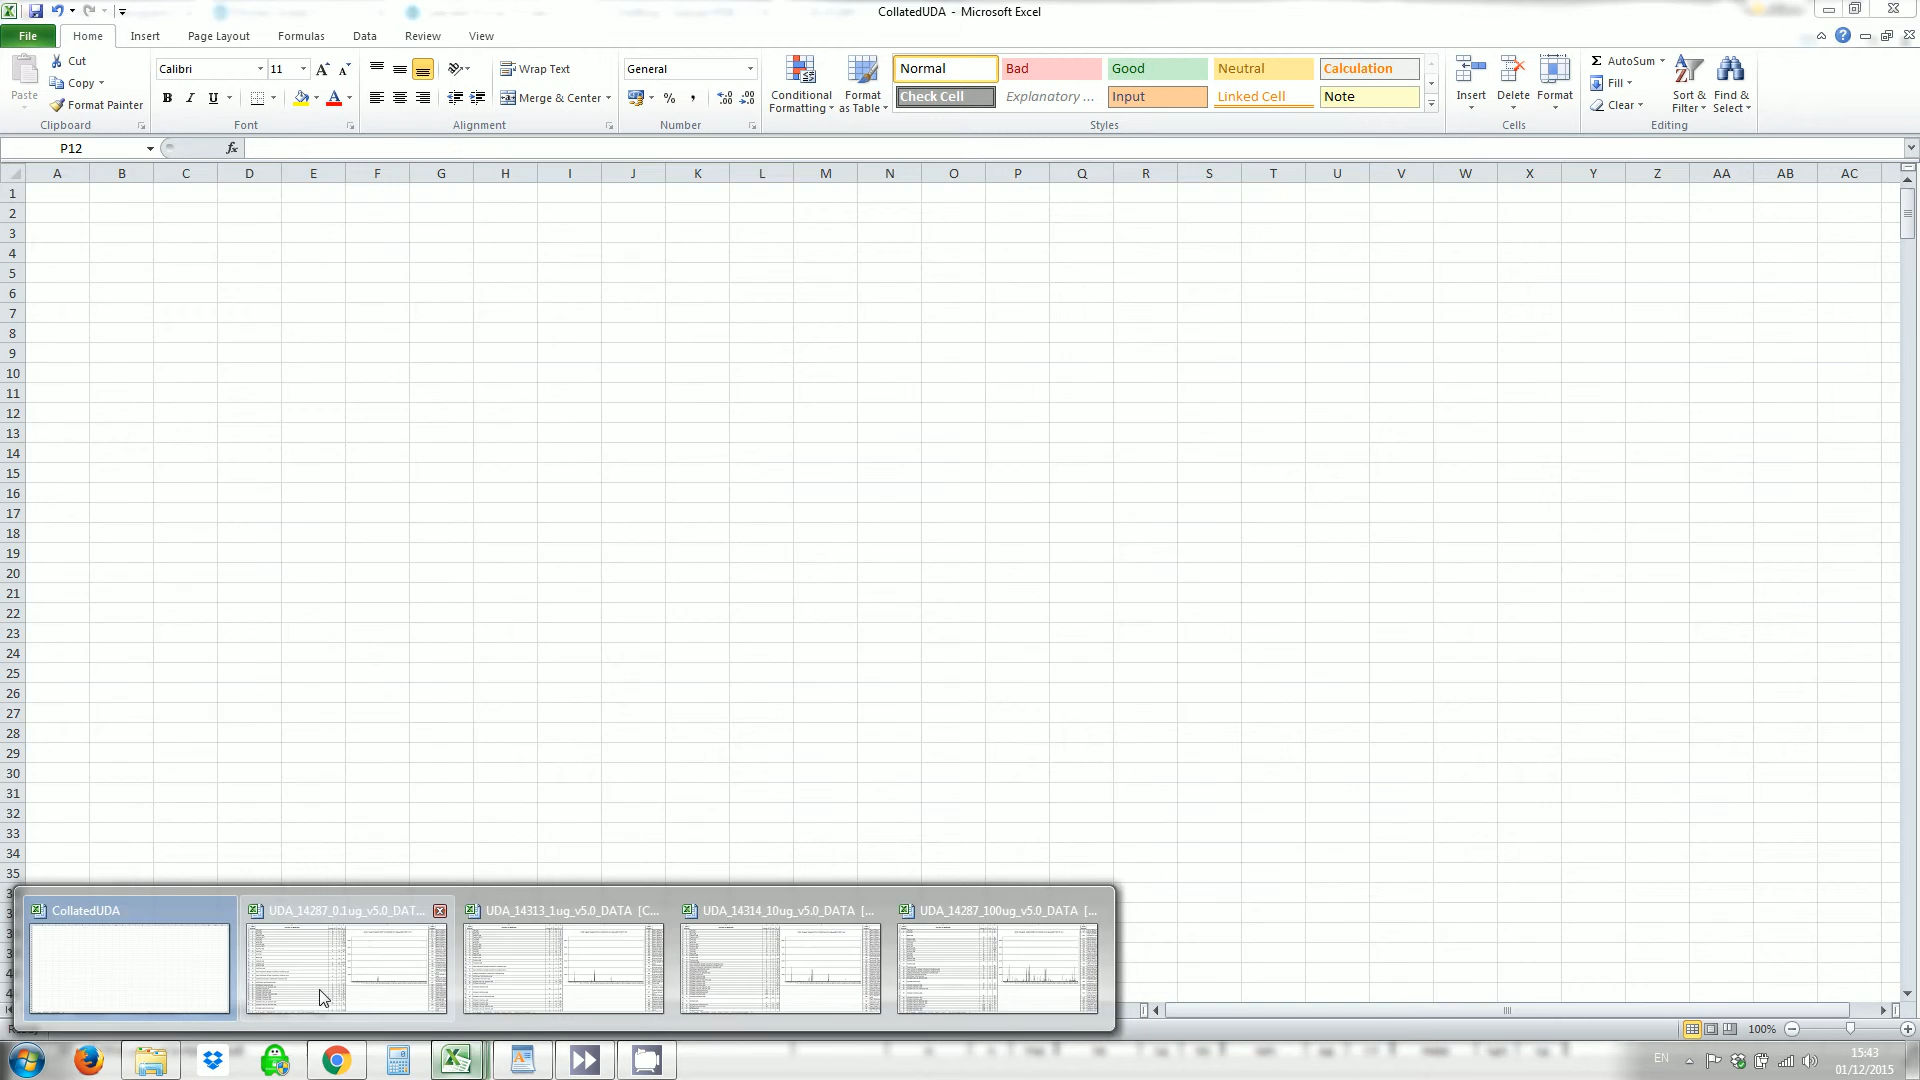 CollatedUDA - Microsoft Excel
File Home Insert Page Layout Formulas Data Review View
Paste Cut Copy Format Painter
Calibri 11 A A
B I U A
Wrap Text
Merge & Center
General
% , .0 .00
Conditional Formatting
Format as Table
Normal Bad Good Neutral Calculation
Check Cell Explanatory ... Input Linked Cell Note
Insert Delete Format
Σ AutoSum
Fill
Clear
Sort & Filter
Find & Select
Clipboard Font Alignment Number Styles Cells Editing
P12 fx
A B C D E F G H I J K L M N O P Q R S T U V W X Y Z AA AB AC
1
2
3
4
5
6
7
8
9
10
11
12
13
14
15
16
17
18
19
20
21
22
23
24
25
26
27
28
29
30
31
32
33
34
35
CollatedUDA UDA_14287_0.1ug_v5.0_DAT... UDA_14313_1ug_v5.0_DATA [C... UDA_14314_10ug_v5.0_DATA [... UDA_14287_100ug_v5.0_DATA [...
100%
EN 15:43
01/12/2015